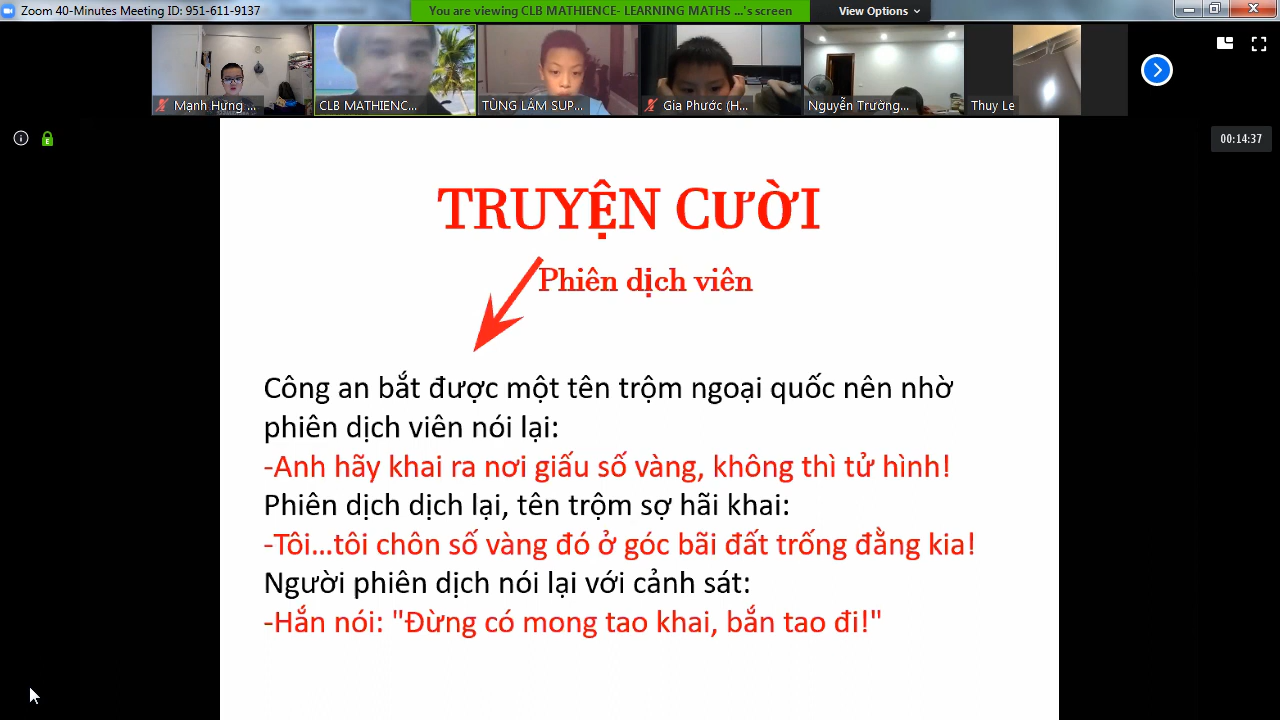 Zoom 40-Minutes Meeting ID: 951-611-9137
You are viewing CLB MATHIENCE- LEARNING MATHS ...'s screen
View Options
Mạnh Hưng ...
CLB MATHIENC...
TÙNG LÂM SUP...
Gia Phước (H...
Nguyễn Trường...
Thuy Le
00:14:37
TRUYỆN CƯỜI
Phiên dịch viên
Công an bắt được một tên trộm ngoại quốc nên nhờ
phiên dịch viên nói lại:
-Anh hãy khai ra nơi giấu số vàng, không thì tử hình!
Phiên dịch dịch lại, tên trộm sợ hãi khai:
-Tôi...tôi chôn số vàng đó ở góc bãi đất trống đằng kia!
Người phiên dịch nói lại với cảnh sát:
-Hắn nói: "Đừng có mong tao khai, bắn tao đi!"